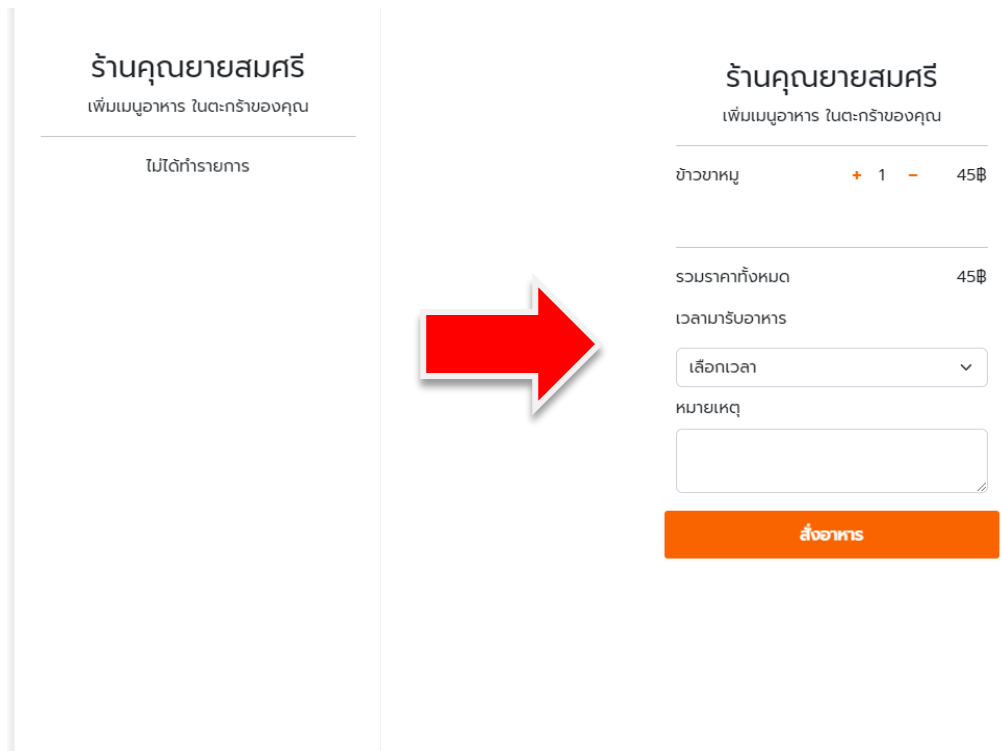 ร้านคุณยายสมศรี
เพิ่มเมนูอาหาร ในตะกร้าของคุณ
ไม่ได้ทำรายการ
ร้านคุณยายสมศรี
เพิ่มเมนูอาหาร ในตะกร้าของคุณ
ข้าวขาหมู + 1 - 45฿
รวมราคาทั้งหมด 45฿
เวลามารับอาหาร
เลือกเวลา
หมายเหตุ
สั่งอาหาร